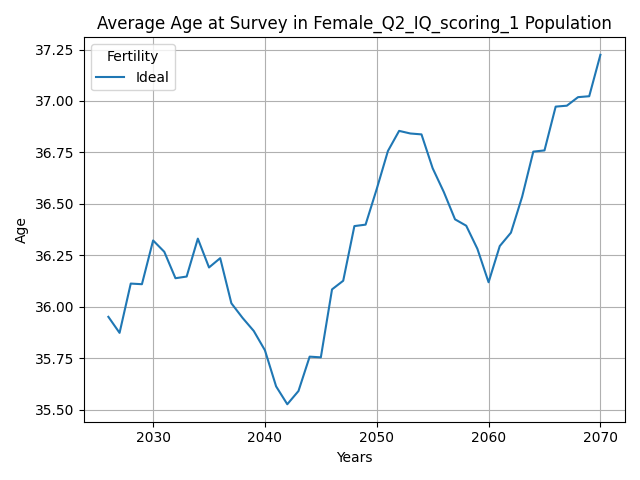 Average Age at Survey in Female_Q2_IQ_scoring_1 Population
Fertility
Ideal
37.25
37.00
36.75
36.50
36.25
36.00
35.75
35.50
Age
2030 2040 2050 2060 2070
Years